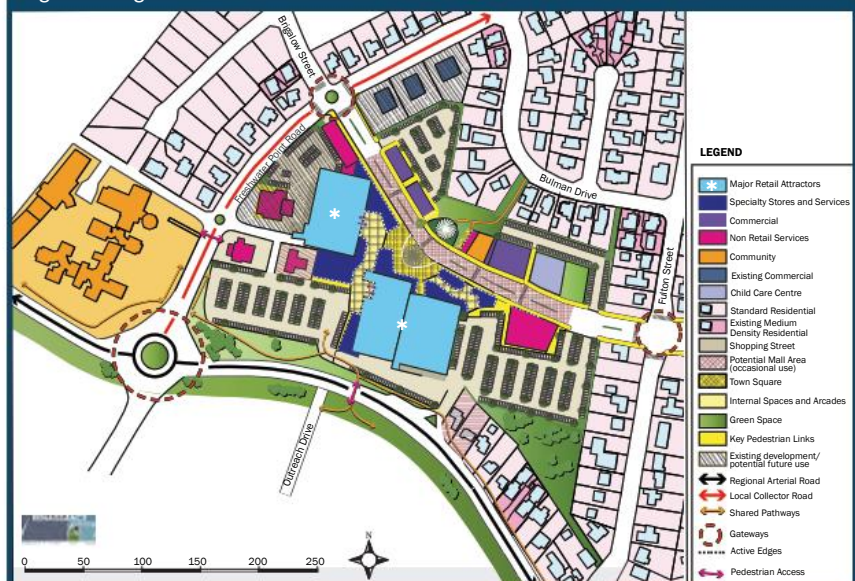 Brigalow Street
Freshwater Point Road
Bulman Drive
Fulton Street
Outreach Drive
N
0 50 100 150 200 250
LEGEND
Major Retail Attractors
Specialty Stores and Services
Commercial
Non Retail Services
Community
Existing Commercial
Child Care Centre
Standard Residential
Existing Medium
Density Residential
Shopping Street
Potential Mall Area
(occasional use)
Town Square
Internal Spaces and Arcades
Green Space
Key Pedestrian Links
Existing development/
potential future use
Regional Arterial Road
Local Collector Road
Shared Pathways
Gateways
Active Edges
Pedestrian Access